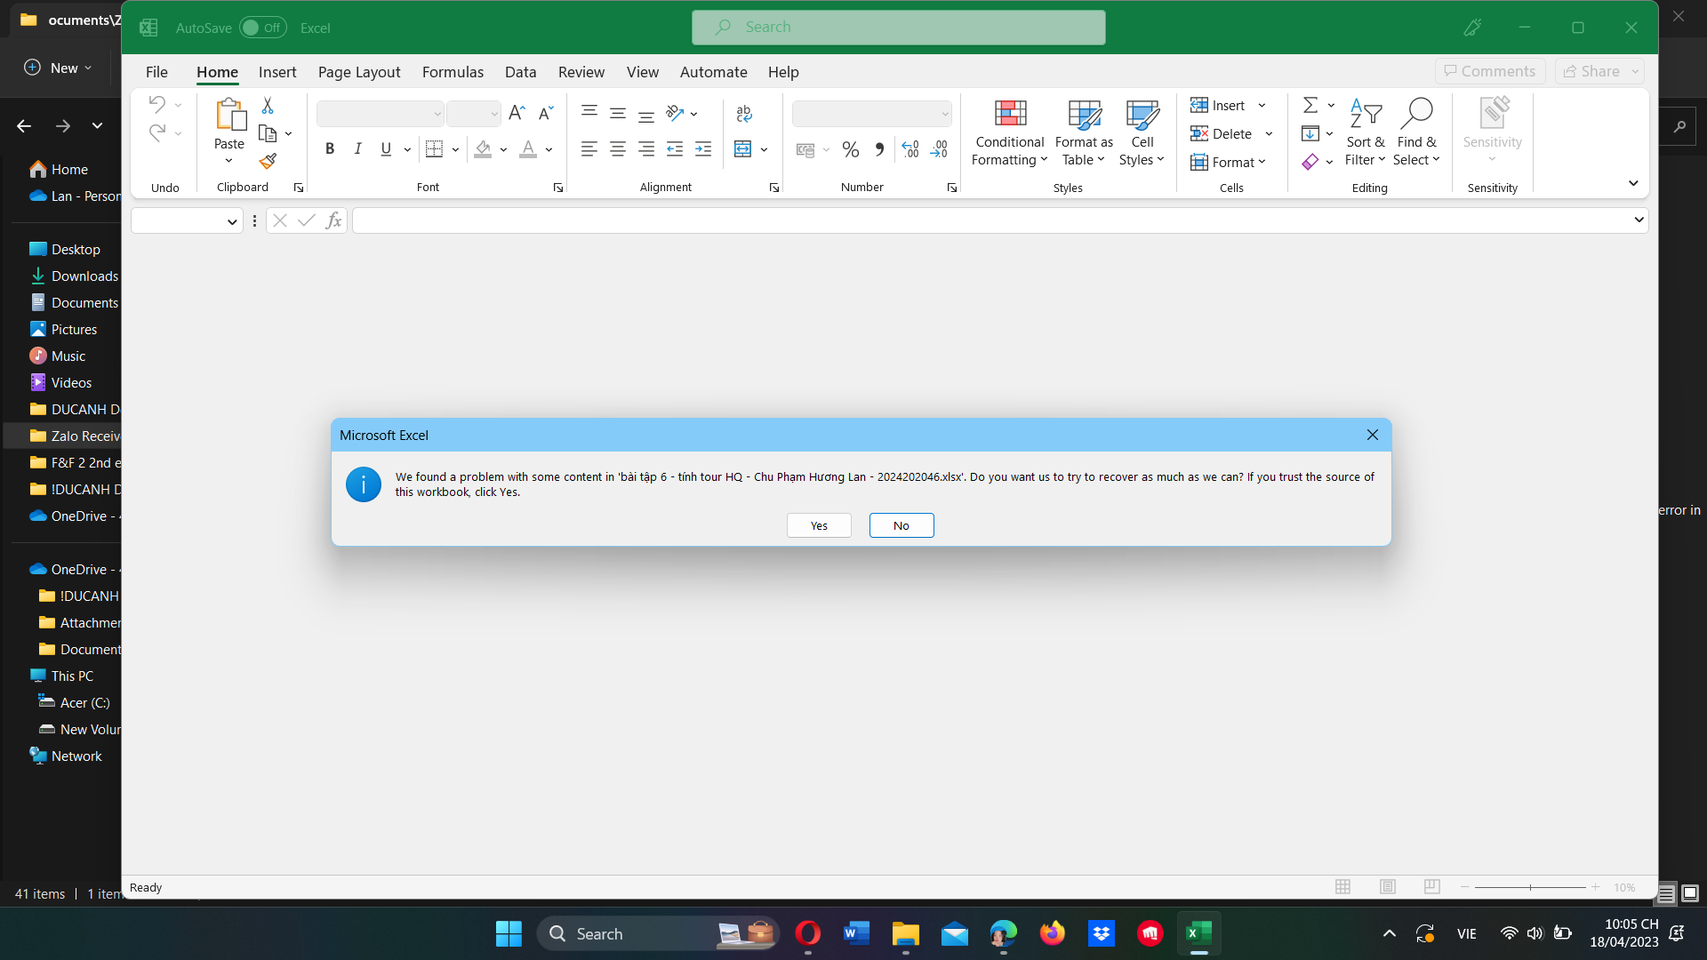 ocuments\Z
AutoSave Off Excel
Search
New
File Home Insert Page Layout Formulas Data Review View Automate Help
Comments Share
Paste
B I U
ab
Conditional Formatting
Format as Table
Cell Styles
Insert
Delete
Format
Sort & Filter
Find & Select
Sensitivity
Undo Clipboard Font Alignment Number Styles Cells Editing Sensitivity
fx
Home
Lan - Person
Desktop
Downloads
Documents
Pictures
Music
Videos
DUCANH D
Zalo Receiv
F&F 2 2nd e
!DUCANH D
OneDrive - 4
OneDrive - 4
!DUCANH
Attachmen
Document
This PC
Acer (C:)
New Volun
Network
Microsoft Excel
We found a problem with some content in 'bài tập 6 - tính tour HQ - Chu Phạm Hương Lan - 2024202046.xlsx'. Do you want us to try to recover as much as we can? If you trust the source of
this workbook, click Yes.
Yes No
error in
Ready
10%
41 items 1 item
Search
VIE
10:05 CH
18/04/2023